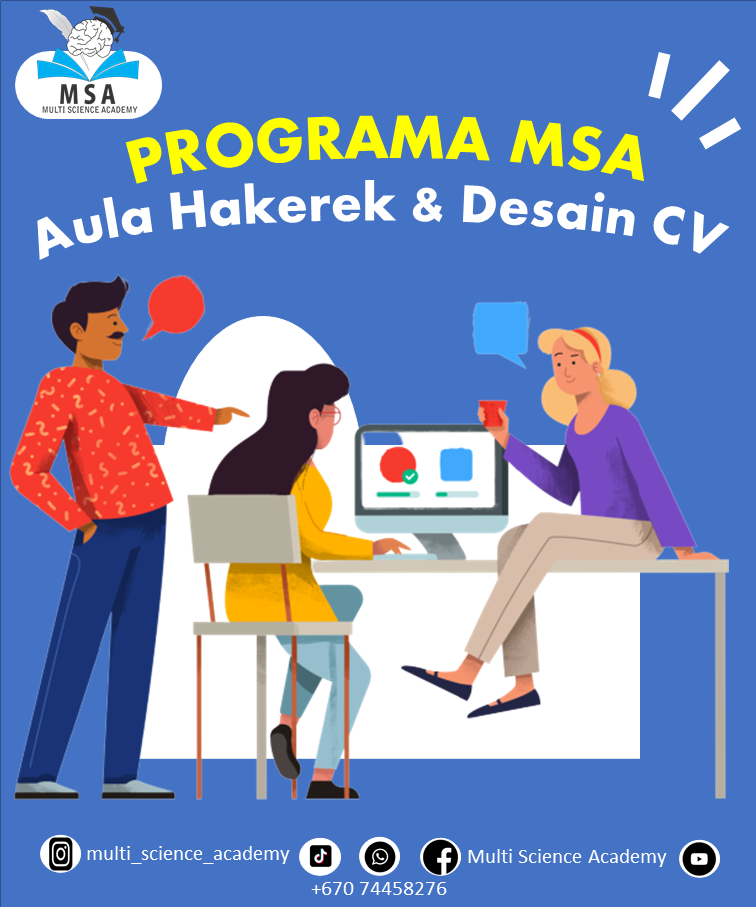 MSA
MULTI SCIENCE ACADEMY
PROGRAMA MSA
Aula Hakerek & Desain CV
multi_science_academy
Multi Science Academy
+670 74458276